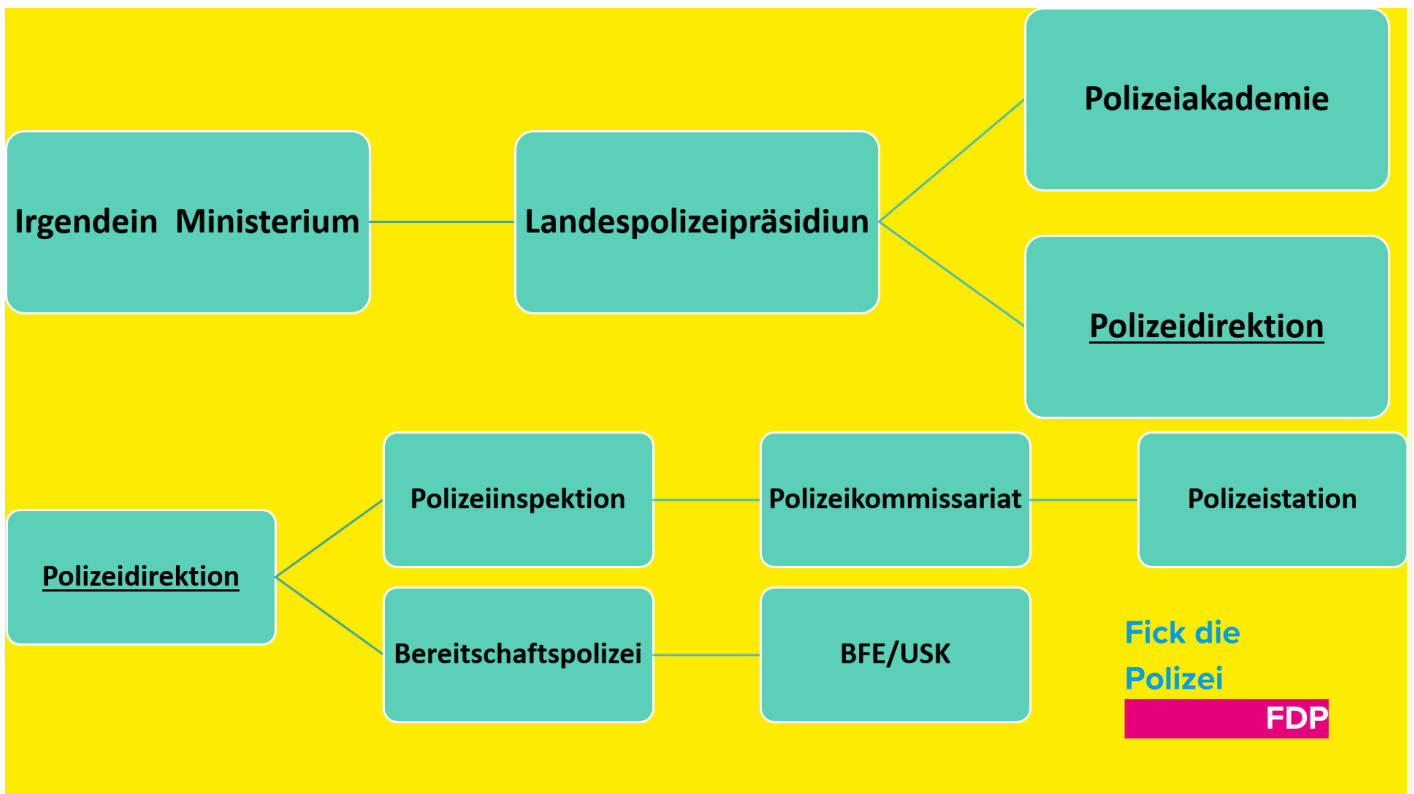 Polizeiakademie
Irgendein  Ministerium
Landespolizeipräsidiun
Polizeidirektion
Polizeiinspektion
Polizeikommissariat
Polizeistation
Polizeidirektion
Bereitschaftspolizei
BFE/USK
Fick die
Polizei
FDP